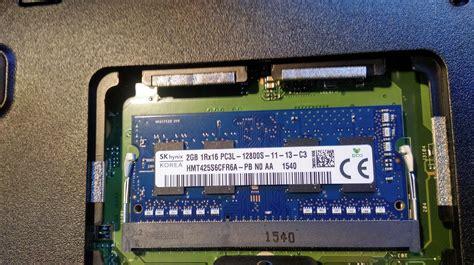 SK hynix
KOREA
2GB 1Rx16 PC3L-12800S-11-13-C3
HMT425S6CFR6A-PB N0 AA 1540
ECO
CE
1540